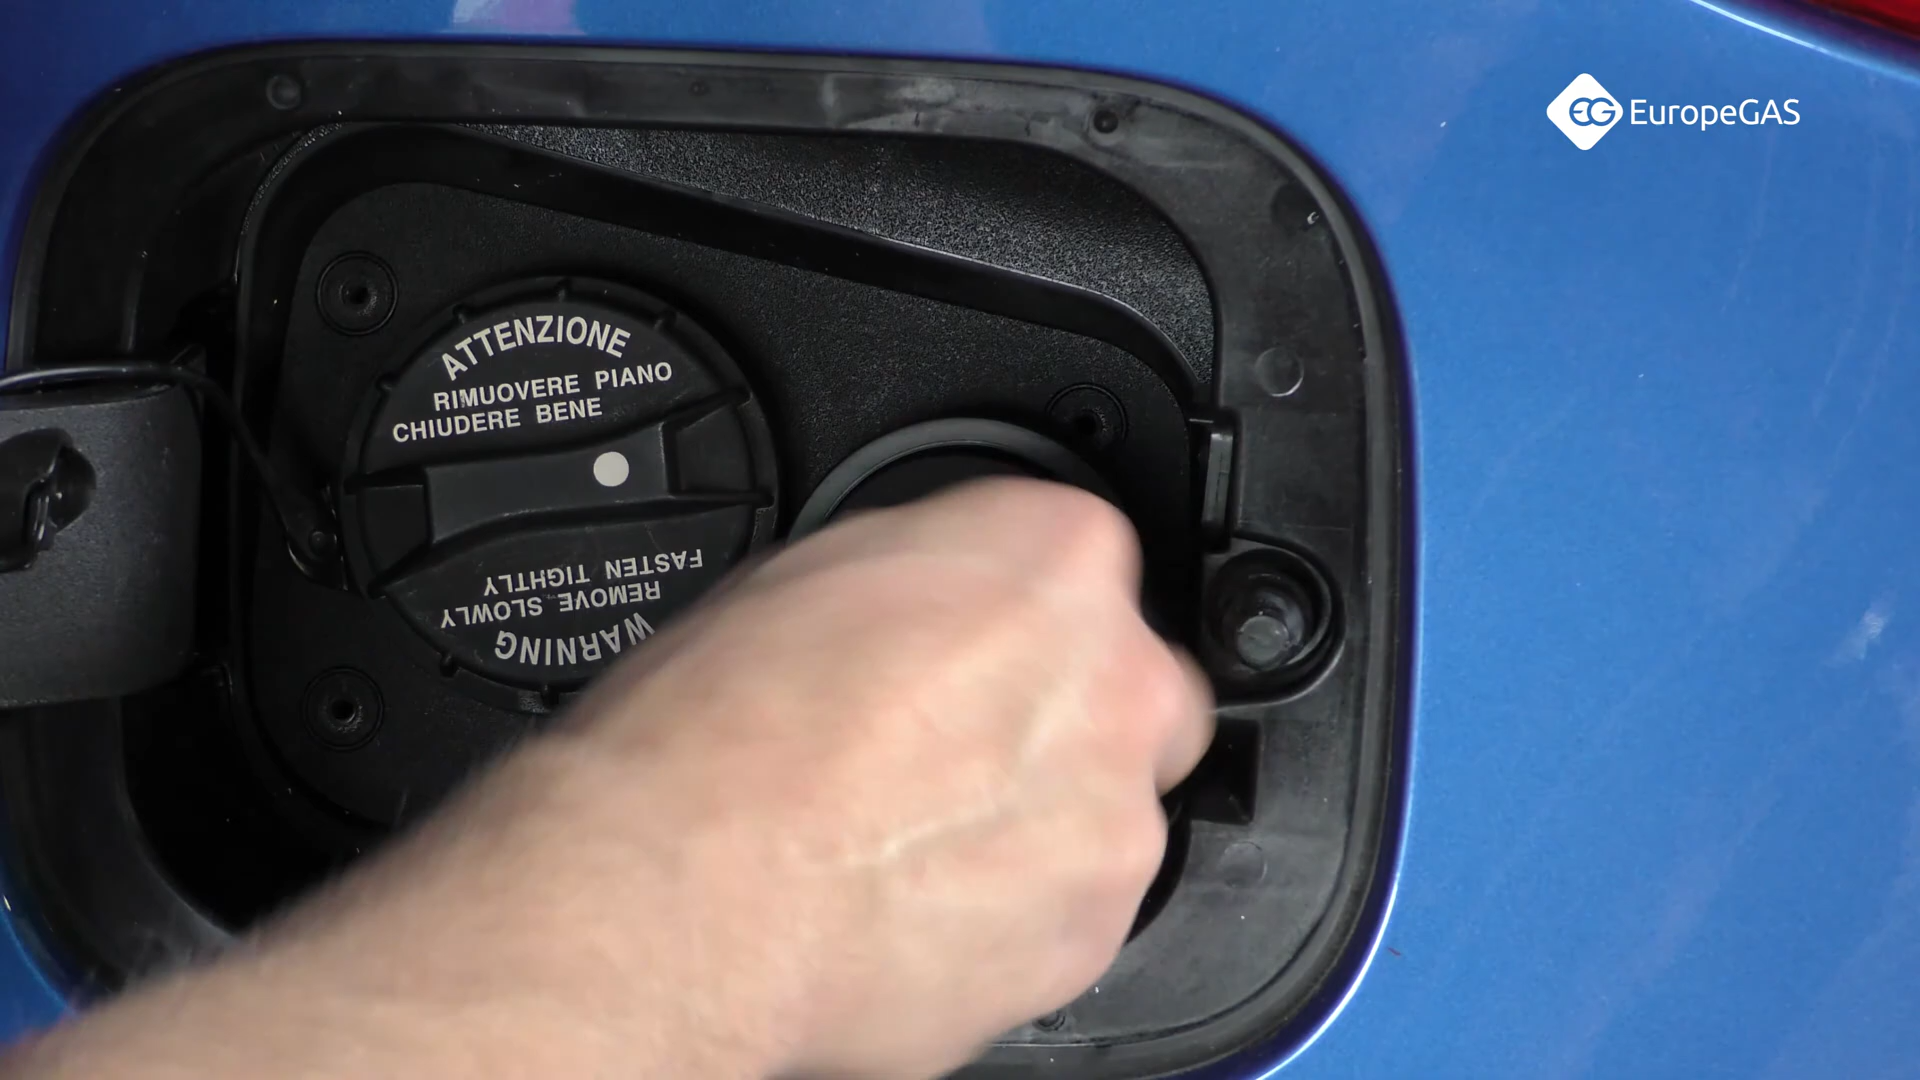 EG EuropeGAS
ATTENZIONE
RIMUOVERE PIANO
CHIUDERE BENE
WARNING
REMOVE SLOWLY
FASTEN TIGHTLY